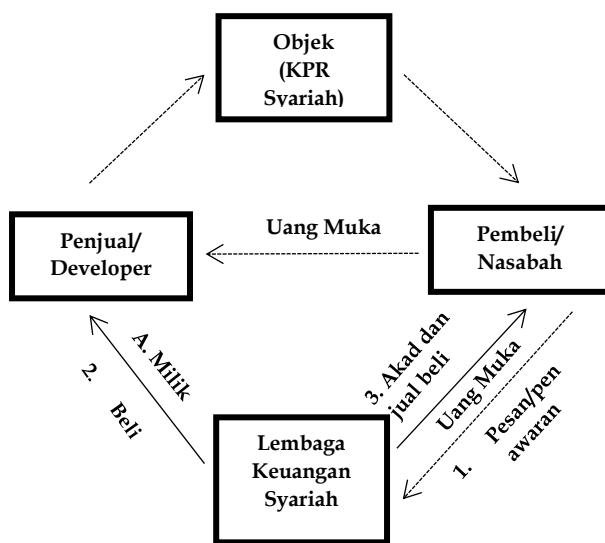 Objek
(KPR
Syariah)
Uang Muka
Penjual/
Developer
Pembeli/
Nasabah
A. Milik
2. Beli
3. Akad dan
jual beli
Uang Muka
1. Pesan/pen
awaran
Lembaga
Keuangan
Syariah